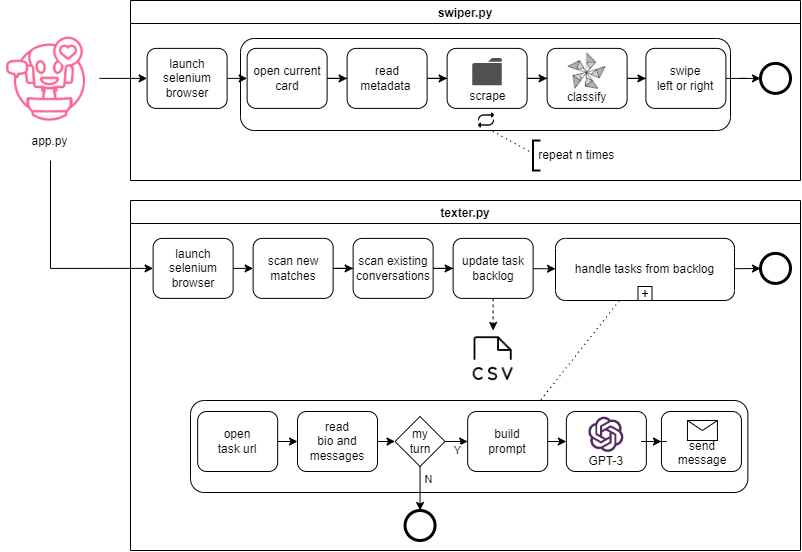 swiper.py
launch
selenium
browser
open current
card
read
metadata
scrape
classify
swipe
left or right
app.py
repeat n times
texter.py
launch
selenium
browser
scan new
matches
scan existing
conversations
update task
backlog
handle tasks from backlog
+
CSV
open
task url
read
bio and
messages
my
turn
Y
N
build
prompt
GPT-3
send
message